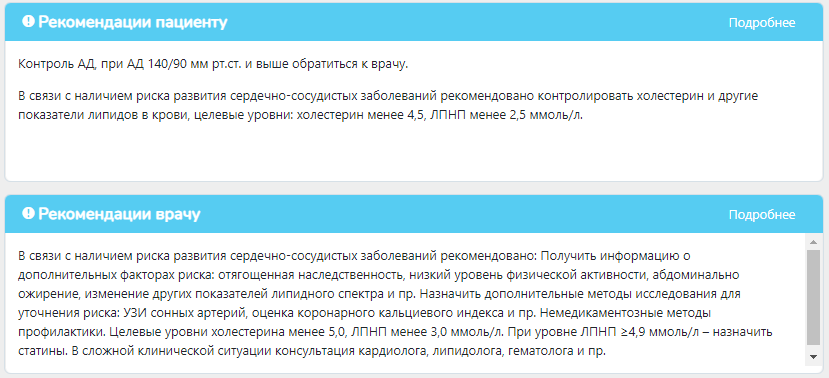 Рекомендации пациенту
Подробнее
Контроль АД, при АД 140/90 мм рт.ст. и выше обратиться к врачу.
В связи с наличием риска развития сердечно-сосудистых заболеваний рекомендовано контролировать холестерин и другие
показатели липидов в крови, целевые уровни: холестерин менее 4,5, ЛПНП менее 2,5 ммоль/л.
Рекомендации врачу
Подробнее
В связи с наличием риска развития сердечно-сосудистых заболеваний рекомендовано: Получить информацию о
дополнительных факторах риска: отягощенная наследственность, низкий уровень физической активности, абдоминально
ожирение, изменение других показателей липидного спектра и пр. Назначить дополнительные методы исследования для
уточнения риска: УЗИ сонных артерий, оценка коронарного кальциевого индекса и пр. Немедикаментозные методы
профилактики. Целевые уровни холестерина менее 5,0, ЛПНП менее 3,0 ммоль/л. При уровне ЛПНП ≥4,9 ммоль/л – назначить
статины. В сложной клинической ситуации консультация кардиолога, липидолога, гематолога и пр.